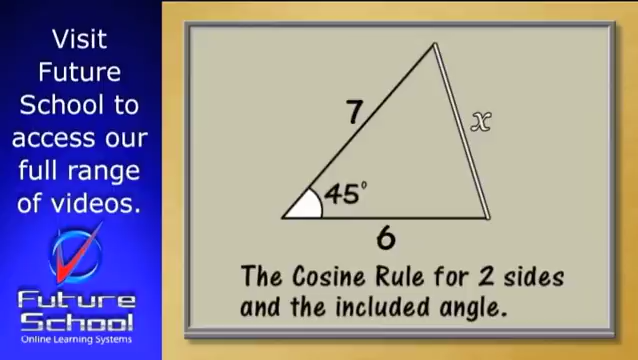 Visit
Future
School to
access our
full range
of videos.
Future
School
Online Learning Systems
7
x
45°
6
The Cosine Rule for 2 sides
and the included angle.